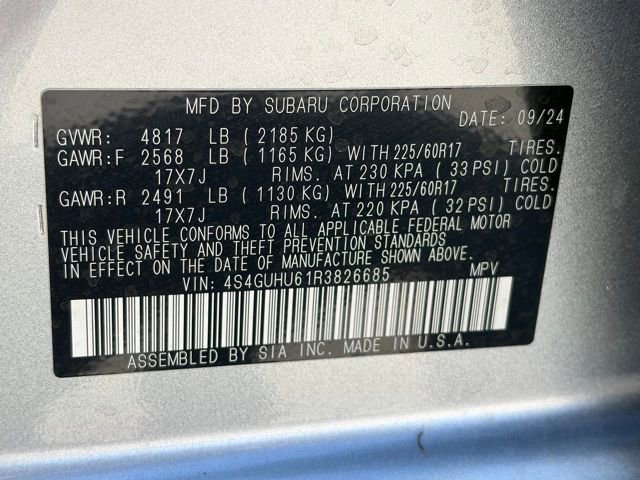 MFD BY SUBARU CORPORATION DATE: 09/24
GVWR: 4817 LB ( 2185 KG)
GAWR:F 2568 LB ( 1165 KG) WITH 225/60R17 TIRES.
17X7J RIMS. AT 230 KPA ( 33 PSI) COLD
GAWR:R 2491 LB ( 1130 KG) WITH 225/60R17 TIRES.
17X7J RIMS. AT 220 KPA ( 32 PSI) COLD
THIS VEHICLE CONFORMS TO ALL APPLICABLE FEDERAL MOTOR
VEHICLE SAFETY AND THEFT PREVENTION STANDARDS
IN EFFECT ON THE DATE OF MANUFACTURE SHOWN ABOVE.
VIN: 4S4GUHU61R3826685 MPV
ASSEMBLED BY SIA INC. MADE IN U.S.A.